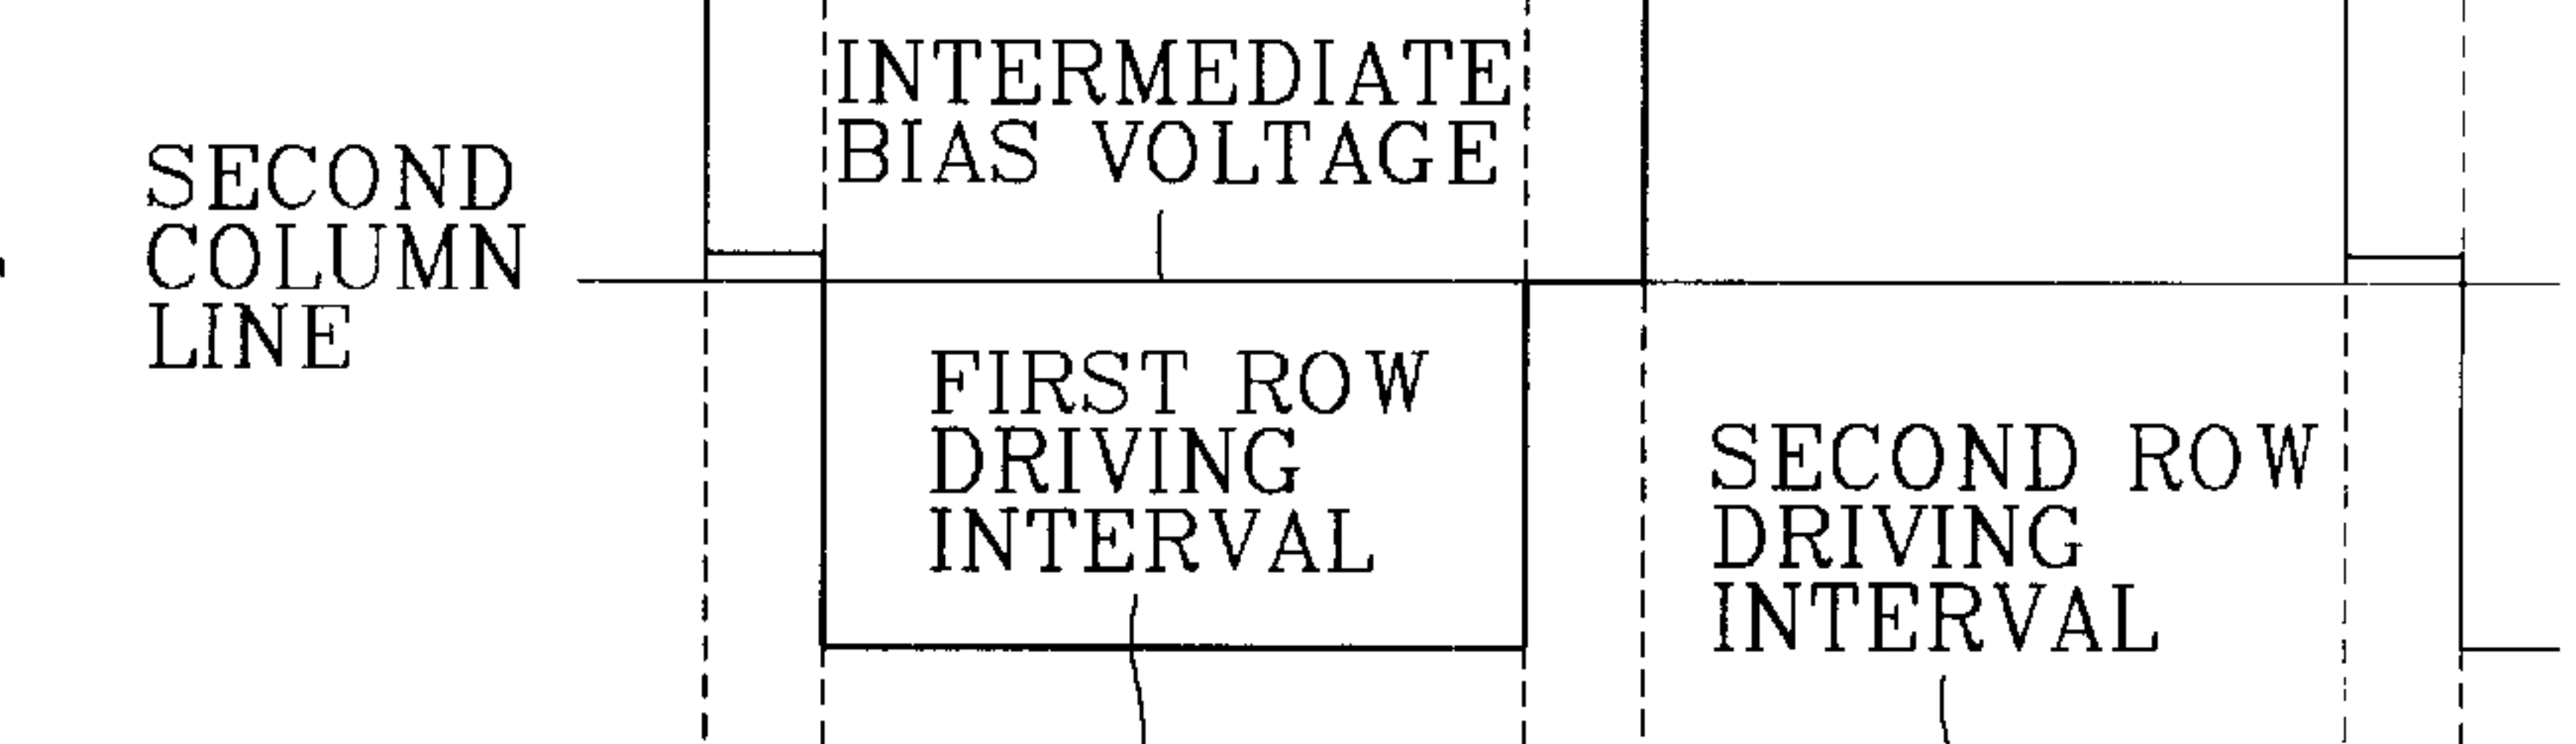 INTERMEDIATE
BIAS VOLTAGE
SECOND
COLUMN
LINE
FIRST ROW
DRIVING
INTERVAL
SECOND ROW
DRIVING
INTERVAL